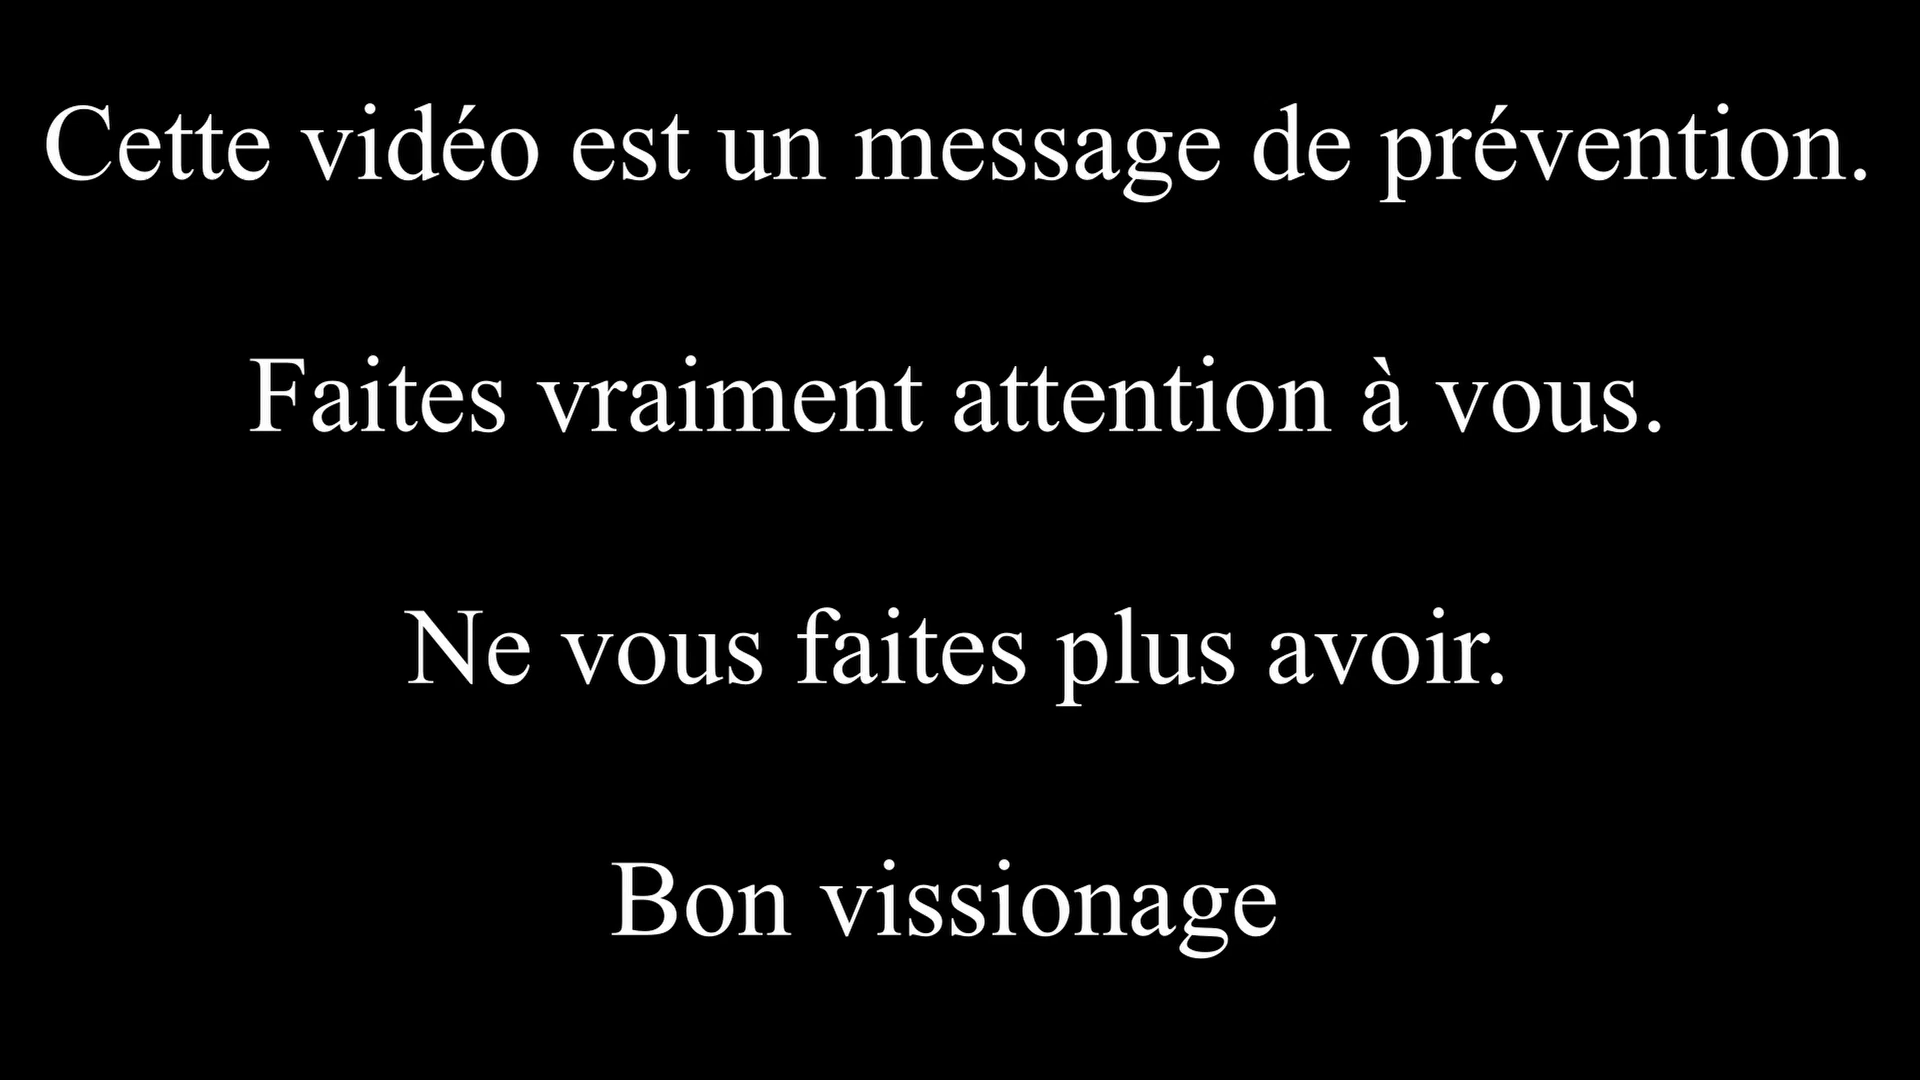 Cette vidéo est un message de prévention.
Faites vraiment attention à vous.
Ne vous faites plus avoir.
Bon vissionage